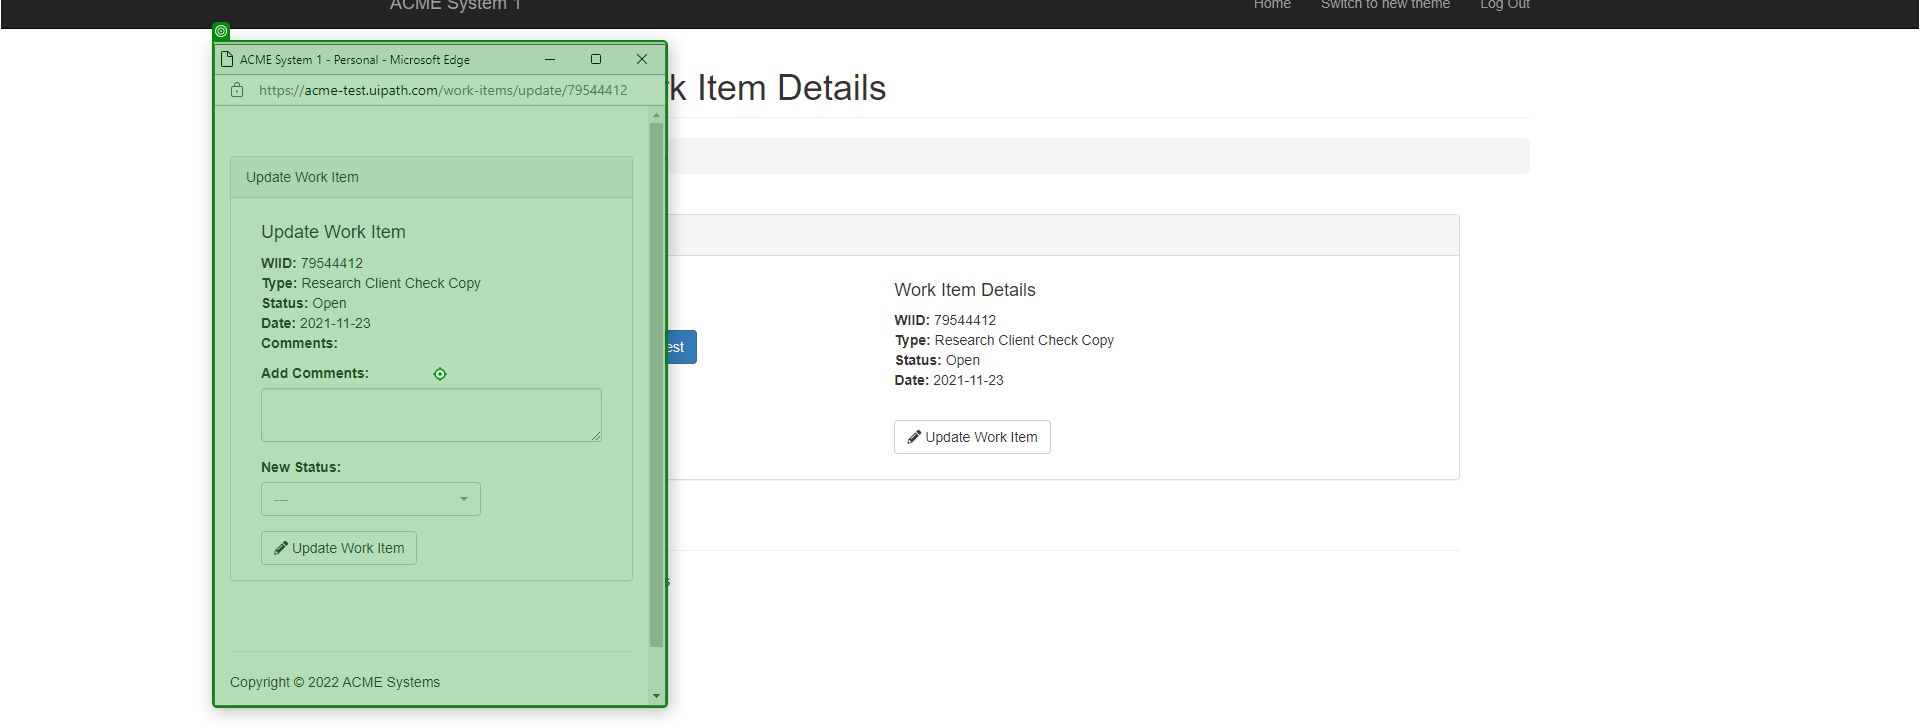 ACME System 1
Home Switch to new theme Log Out
ACME System 1 - Personal - Microsoft Edge
https://acme-test.uipath.com/work-items/update/79544412
Item Details
Update Work Item
Update Work Item
WIID: 79544412
Type: Research Client Check Copy
Status: Open
Date: 2021-11-23
Comments:
Add Comments:
New Status:
---
Update Work Item
Copyright © 2022 ACME Systems
Work Item Details
WIID: 79544412
Type: Research Client Check Copy
Status: Open
Date: 2021-11-23
Update Work Item